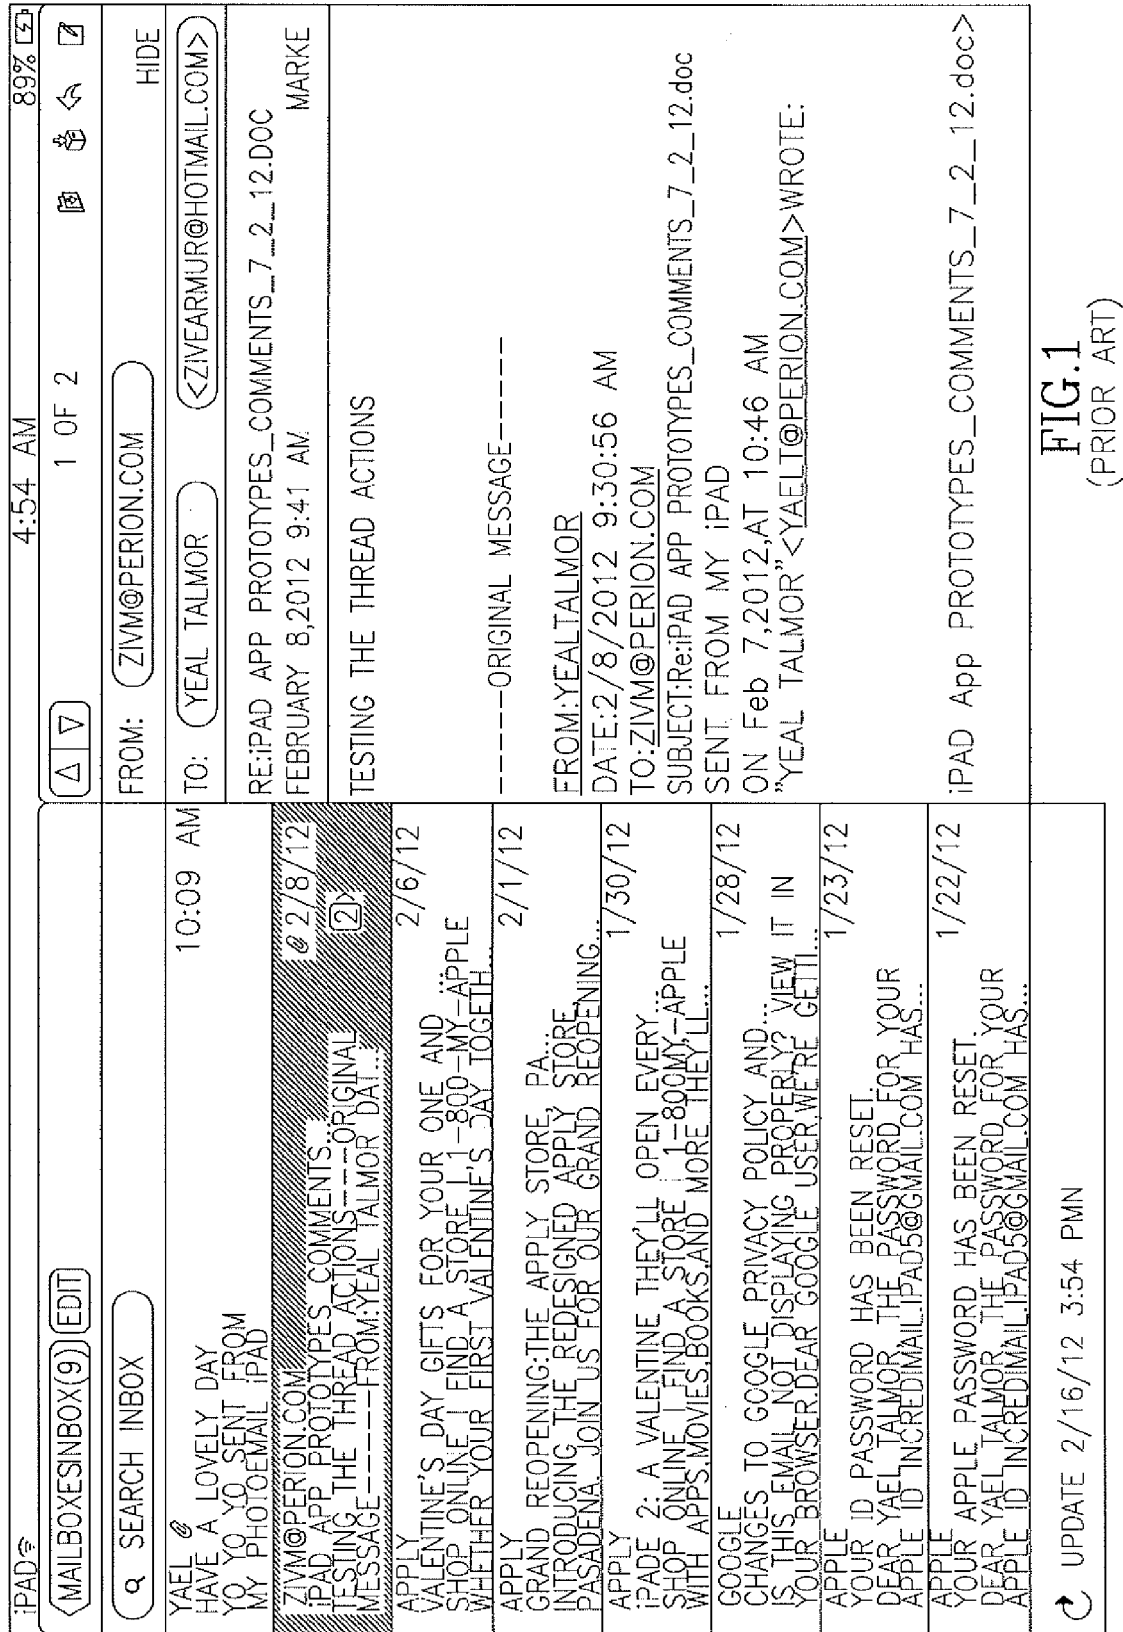 iPAD 4:54 AM 89%
MAILBOXES INBOX(9) EDIT
SEARCH INBOX
YAEL 10:09 AM
HAVE A LOVELY DAY
YO YO YO SENT FROM
MY PHOTOEMAIL iPAD
ZIVM@PERION.COM 2/8/12
iPAD APP PROTOTYPES COMMENTS... 2
TESTING THE THREAD ACTIONS-----ORIGINAL
MESSAGE------FROM:YEAL TALMOR DAT...
APPLY 2/6/12
VALENTINE'S DAY GIFTS FOR YOUR ONE AND...
SHOP ONLINE | FIND A STORE | 1-800-MY-APPLE
WHETHER YOUR FIRST VALENTINE'S DAY TOGETH...
APPLY 2/1/12
GRAND REOPENING:THE APPLY STORE, PA...
INTRODUCING THE REDESIGNED APPLY STORE,
PASADENA. JOIN US FOR OUR GRAND REOPENING...
APPLY 1/30/12
iPADE 2: A VALENTINE THEY'LL OPEN EVERY...
SHOP ONLINE | FIND A STORE | 1-800MY-APPLE
WITH APPS,MOVIES,BOOKS,AND MORE THEY'LL...
GOOGLE 1/28/12
CHANGES TO GOOGLE PRIVACY POLICY AND...
IS THIS EMAIL NOT DISPLAYING PROPERLY? VIEW IT IN
YOUR BROWSER.DEAR GOOGLE USER,WE'RE GETTI...
APPLE 1/23/12
YOUR ID PASSWORD HAS BEEN RESET.
DEAR YAEL TALMOR, THE PASSWORD FOR YOUR
APPLE ID INCREDIMAIL.IPAD5@GMAIL.COM HAS...
APPLE 1/22/12
YOUR APPLE PASSWORD HAS BEEN RESET.
DEAR YAEL TALMOR, THE PASSWORD FOR YOUR
APPLE ID INCREDIMAIL.IPAD5@GMAIL.COM HAS...
UPDATE 2/16/12 3:54 PMN
1 OF 2
FROM: ZIVM@PERION.COM HIDE
TO: YEAL TALMOR <ZIVEARMUR@HOTMAIL.COM>
RE:iPAD APP PROTOTYPES_COMMENTS_7_2_12.DOC
FEBRUARY 8,2012 9:41 AM MARKE
TESTING THE THREAD ACTIONS
------ORIGINAL MESSAGE------
FROM:YEALTALMOR
DATE:2/8/2012 9:30:56 AM
TO:ZIVM@PERION.COM
SUBJECT:Re:iPAD APP PROTOTYPES_COMMENTS_7_2_12.doc
SENT FROM MY iPAD
ON Feb 7,2012,AT 10:46 AM
"YEAL TALMOR"<YAELT@PERION.COM>WROTE:
iPAD App PROTOTYPES_COMMENTS_7_2_12.doc>
FIG.1
(PRIOR ART)